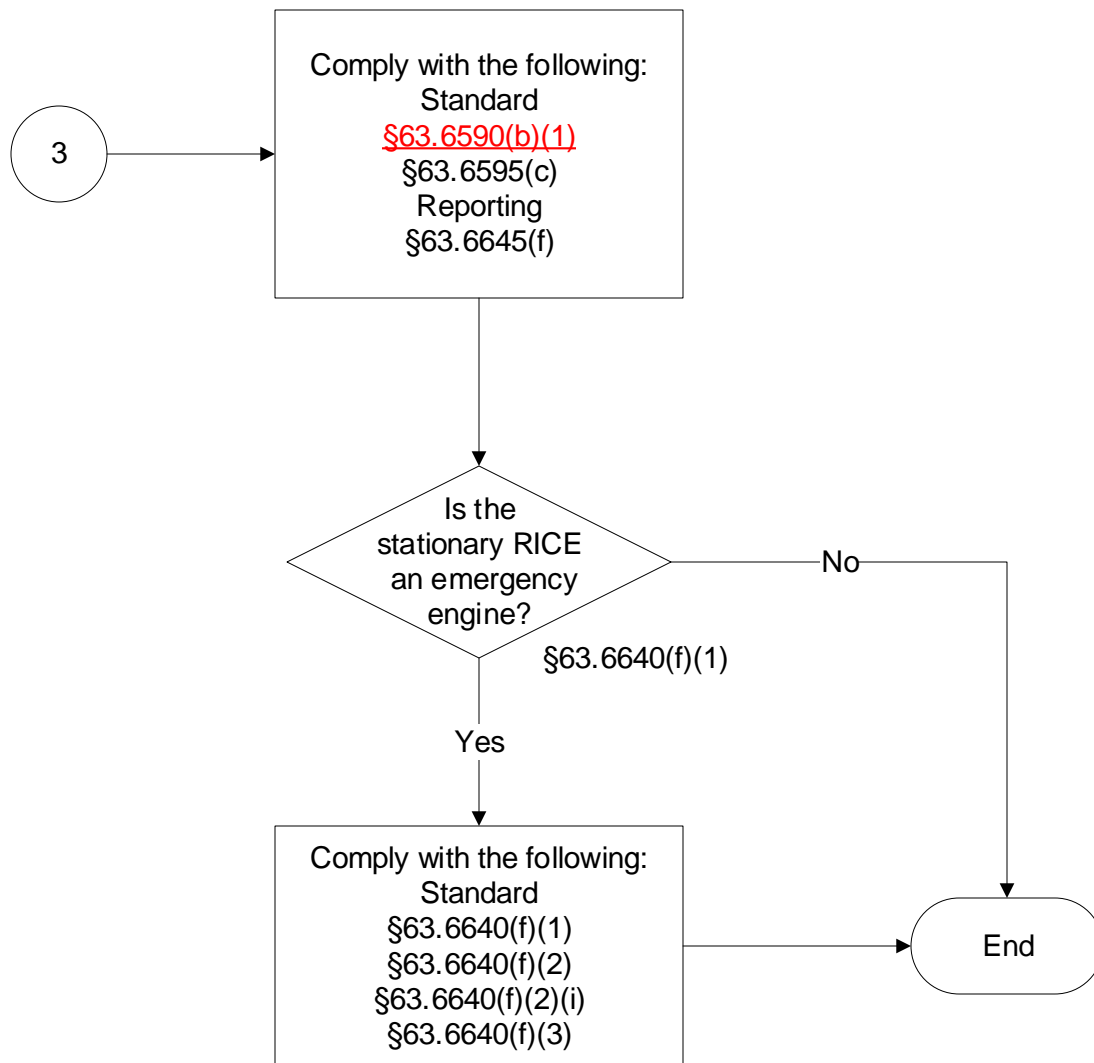 Comply with the following:
Standard
§63.6590(b)(1)
§63.6595(c)
Reporting
§63.6645(f)
3
Is the
stationary RICE
an emergency
engine?
No
§63.6640(f)(1)
Yes
Comply with the following:
Standard
§63.6640(f)(1)
§63.6640(f)(2)
§63.6640(f)(2)(i)
§63.6640(f)(3)
End